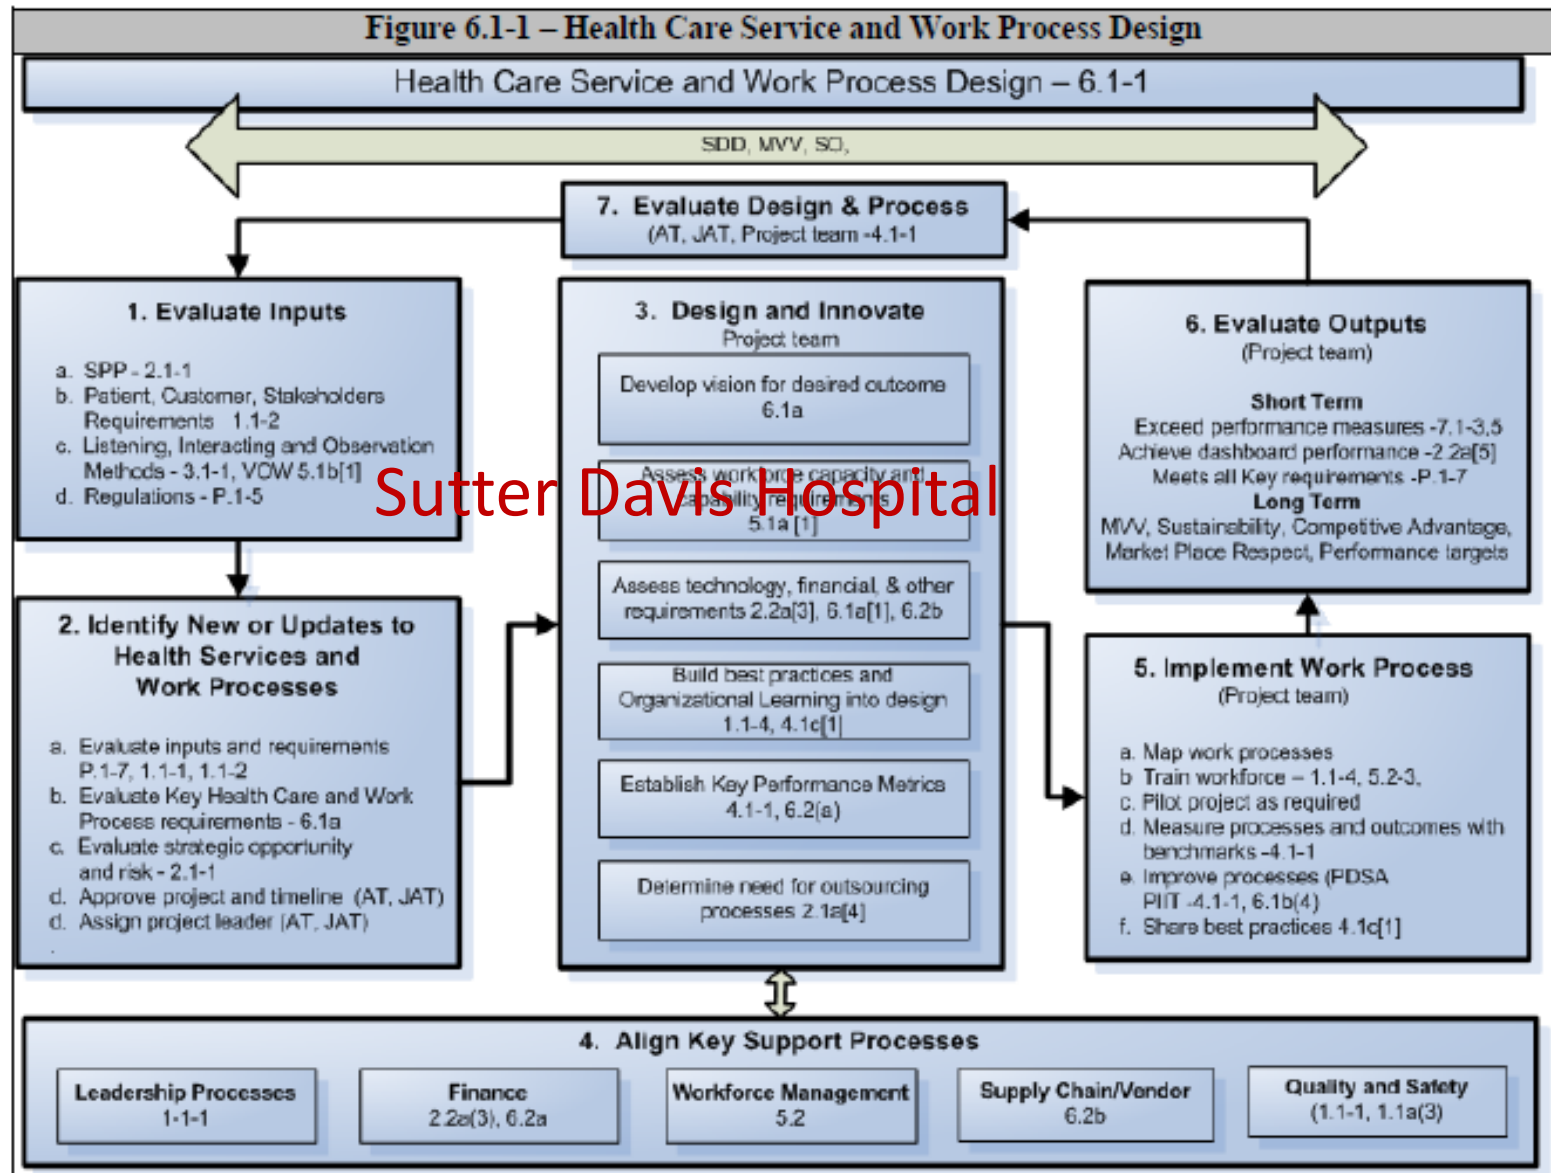 Figure 6.1-1 – Health Care Service and Work Process Design
Health Care Service and Work Process Design – 6.1-1
SDD, MVV, SO,
7. Evaluate Design & Process
(AT, JAT, Project team -4.1-1
1. Evaluate Inputs
a. SPP - 2.1-1
b. Patient, Customer, Stakeholders
Requirements 1.1-2
c. Listening, Interacting and Observation
Methods - 3.1-1, VOW 5.1b[1]
d. Regulations - P.1-5
2. Identify New or Updates to
Health Services and
Work Processes
a. Evaluate inputs and requirements
P.1-7, 1.1-1, 1.1-2
b. Evaluate Key Health Care and Work
Process requirements - 6.1a
c. Evaluate strategic opportunity
and risk - 2.1-1
d. Approve project and timeline (AT, JAT)
d. Assign project leader (AT, JAT)
.
3. Design and Innovate
Project team
Develop vision for desired outcome
6.1a
Assess workforce capacity and
capability requirements
5.1a [1]
Sutter Davis Hospital
Assess technology, financial, & other
requirements 2.2a[3], 6.1a[1], 6.2b
Build best practices and
Organizational Learning into design
1.1-4, 4.1c[1]
Establish Key Performance Metrics
4.1-1, 6.2(a)
Determine need for outsourcing
processes 2.1a[4]
6. Evaluate Outputs
(Project team)
Short Term
Exceed performance measures -7.1-3,5
Achieve dashboard performance -2.2a[5]
Meets all Key requirements -P.1-7
Long Term
MVV, Sustainability, Competitive Advantage,
Market Place Respect, Performance targets
5. Implement Work Process
(Project team)
a. Map work processes
b Train workforce – 1.1-4, 5.2-3,
c. Pilot project as required
d. Measure processes and outcomes with
benchmarks -4.1-1
e. Improve processes (PDSA
PIIT -4.1-1, 6.1b(4)
f. Share best practices 4.1c[1]
4. Align Key Support Processes
Leadership Processes
1-1-1
Finance
2.2a(3), 6.2a
Workforce Management
5.2
Supply Chain/Vendor
6.2b
Quality and Safety
(1.1-1, 1.1a(3)